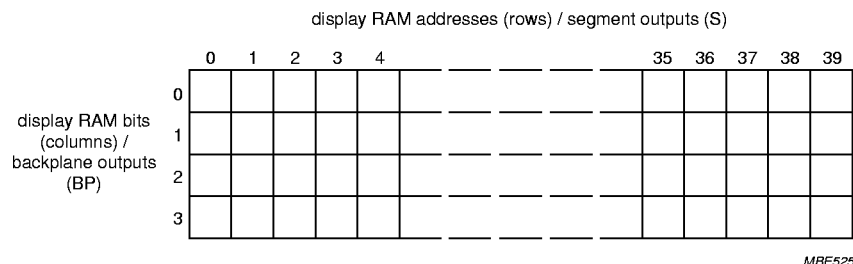 display RAM addresses (rows) / segment outputs (S)
0 1 2 3 4 35 36 37 38 39
0
display RAM bits
1
(columns) /
backplane outputs
2
(BP)
3
MBE525